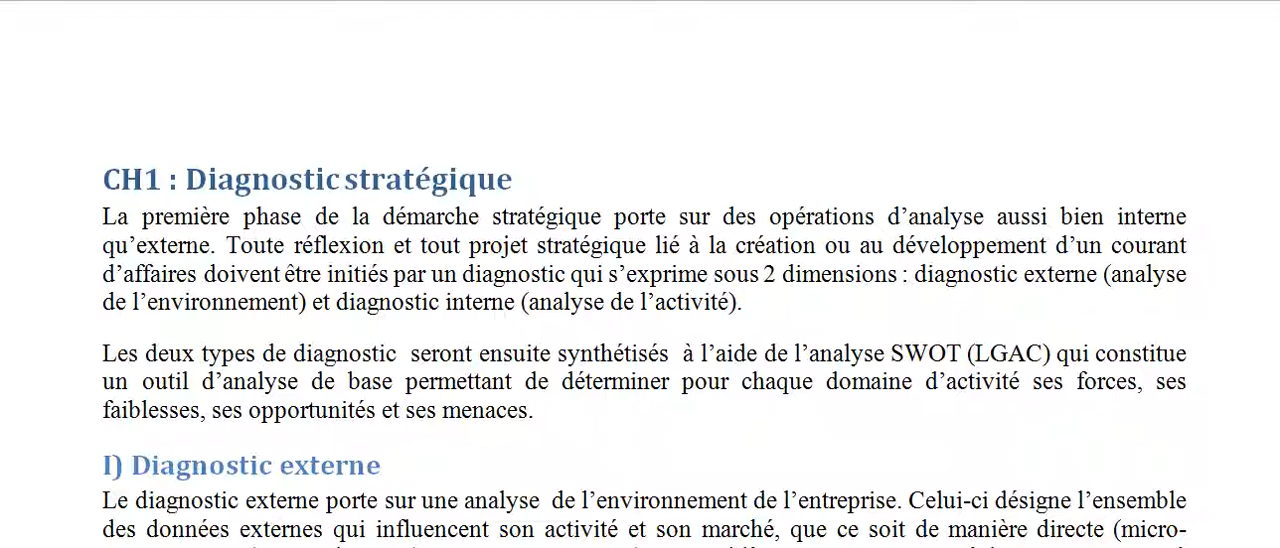 CH1 : Diagnostic stratégique
La première phase de la démarche stratégique porte sur des opérations d’analyse aussi bien interne
qu’externe. Toute réflexion et tout projet stratégique lié à la création ou au développement d’un courant
d’affaires doivent être initiés par un diagnostic qui s’exprime sous 2 dimensions : diagnostic externe (analyse
de l’environnement) et diagnostic interne (analyse de l’activité).
Les deux types de diagnostic seront ensuite synthétisés à l’aide de l’analyse SWOT (LGAC) qui constitue
un outil d’analyse de base permettant de déterminer pour chaque domaine d’activité ses forces, ses
faiblesses, ses opportunités et ses menaces.
I) Diagnostic externe
Le diagnostic externe porte sur une analyse de l’environnement de l’entreprise. Celui-ci désigne l’ensemble
des données externes qui influencent son activité et son marché, que ce soit de manière directe (micro-